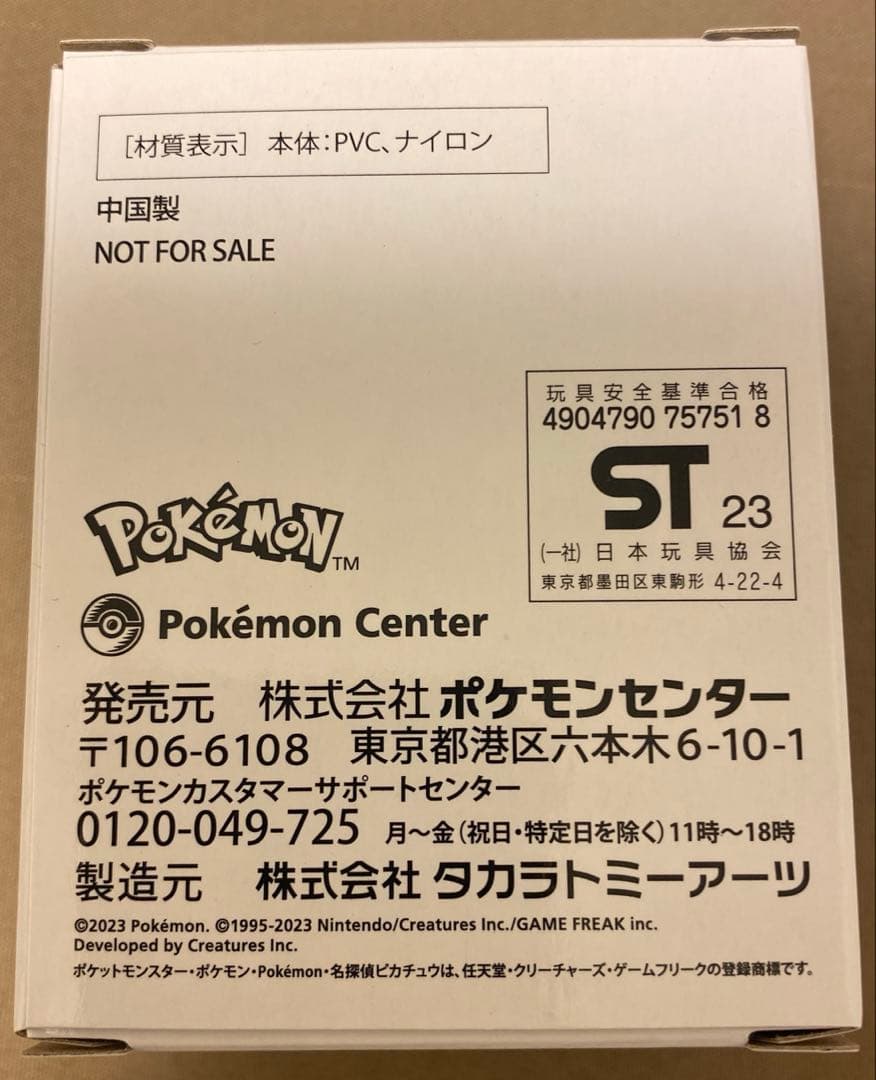 ［材質表示］ 本体：PVC、ナイロン
中国製
NOT FOR SALE
玩具安全基準合格
4904790 75751 8
ST 23
(一社) 日本玩具協会
東京都墨田区東駒形 4-22-4
POKéMON TM
Pokémon Center
発売元 株式会社 ポケモンセンター
〒106-6108 東京都港区六本木6-10-1
ポケモンカスタマーサポートセンター
0120-049-725 月～金（祝日・特定日を除く）11時～18時
製造元 株式会社 タカラトミーアーツ
©2023 Pokémon. ©1995-2023 Nintendo/Creatures Inc./GAME FREAK inc.
Developed by Creatures Inc.
ポケットモンスター・ポケモン・Pokémon・名探偵ピカチュウは、任天堂・クリーチャーズ・ゲームフリークの登録商標です。